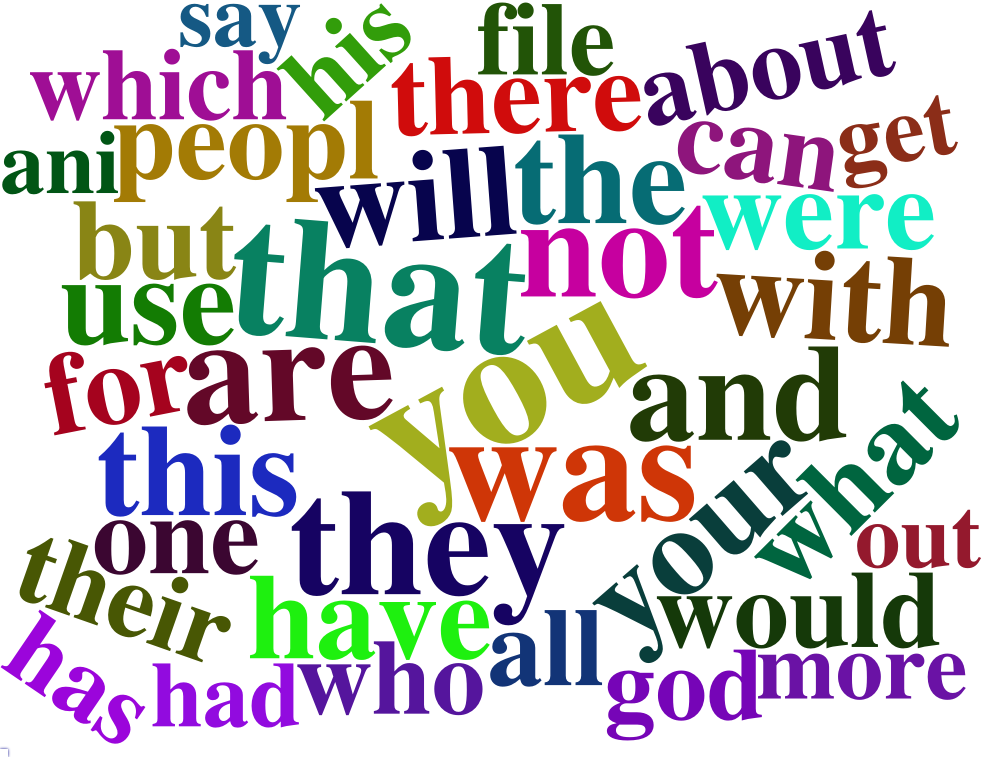 say his file
which there about
ani peopl will the can get
but that not were
use with
for are you and
this was your what
one they out
their have all would
has had who god more